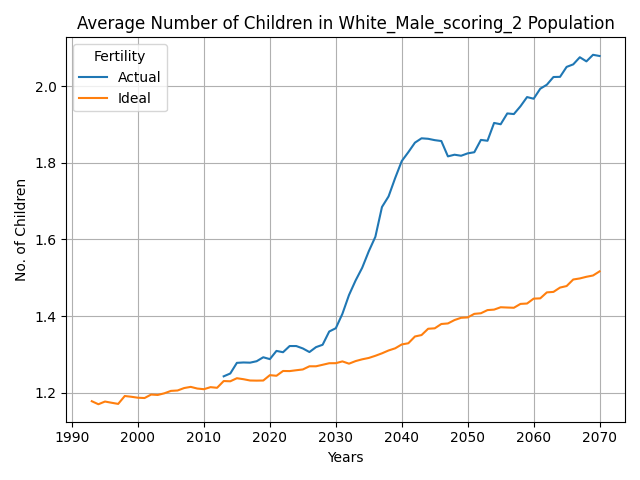 Average Number of Children in White_Male_scoring_2 Population
Fertility
Actual
Ideal
No. of Children
2.0
1.8
1.6
1.4
1.2
1990 2000 2010 2020 2030 2040 2050 2060 2070
Years